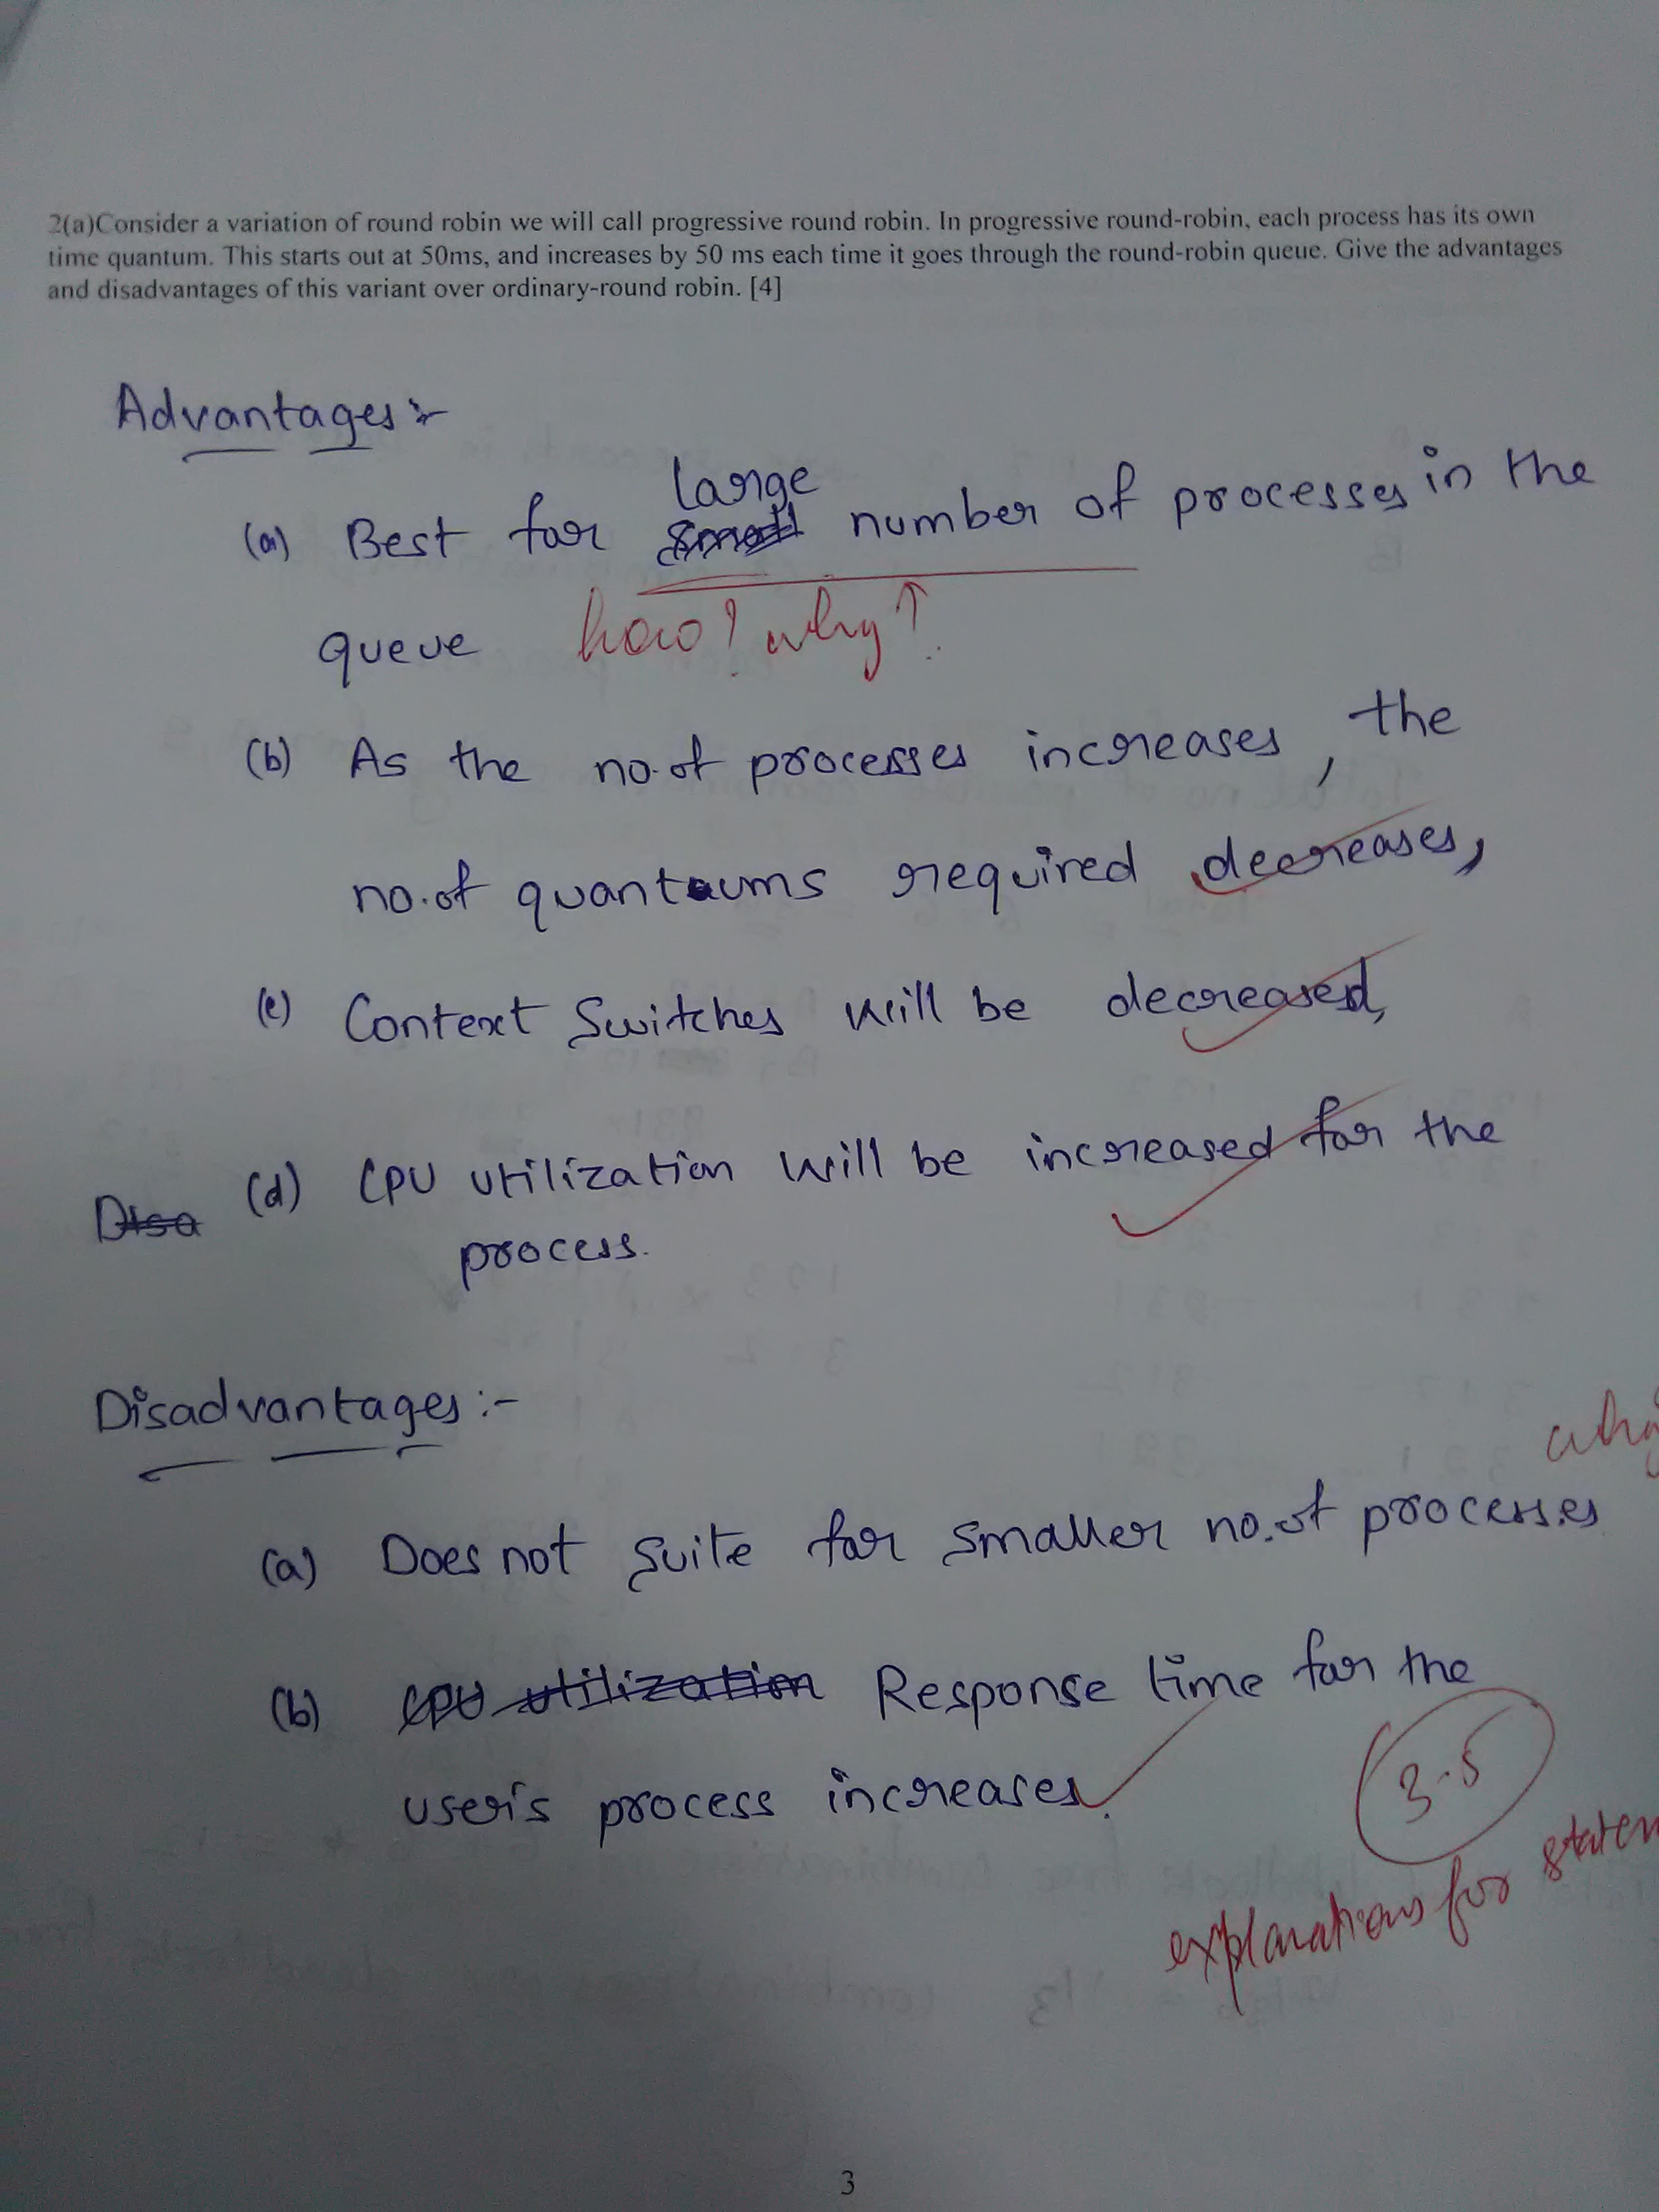 2(a)Consider a variation of round robin we will call progressive round robin. In progressive round-robin, each process has its own
time quantum. This starts out at 50ms, and increases by 50 ms each time it goes through the round-robin queue. Give the advantages
and disadvantages of this variant over ordinary-round robin. [4]
Advantages :-
large
(a) Best for small number of processes in the
queue how? why?
(b) As the no. of processes increases, the
no. of quantums required decreases,
(c) Context Switches will be decreased,
Disa (d) CPU utilization will be increased for the
process.
Disadvantages :-
why
(a) Does not suite for smaller no. of processes
(b) CPU utilization Response time for the
user's process increases.
3.5
explanations for statem
3